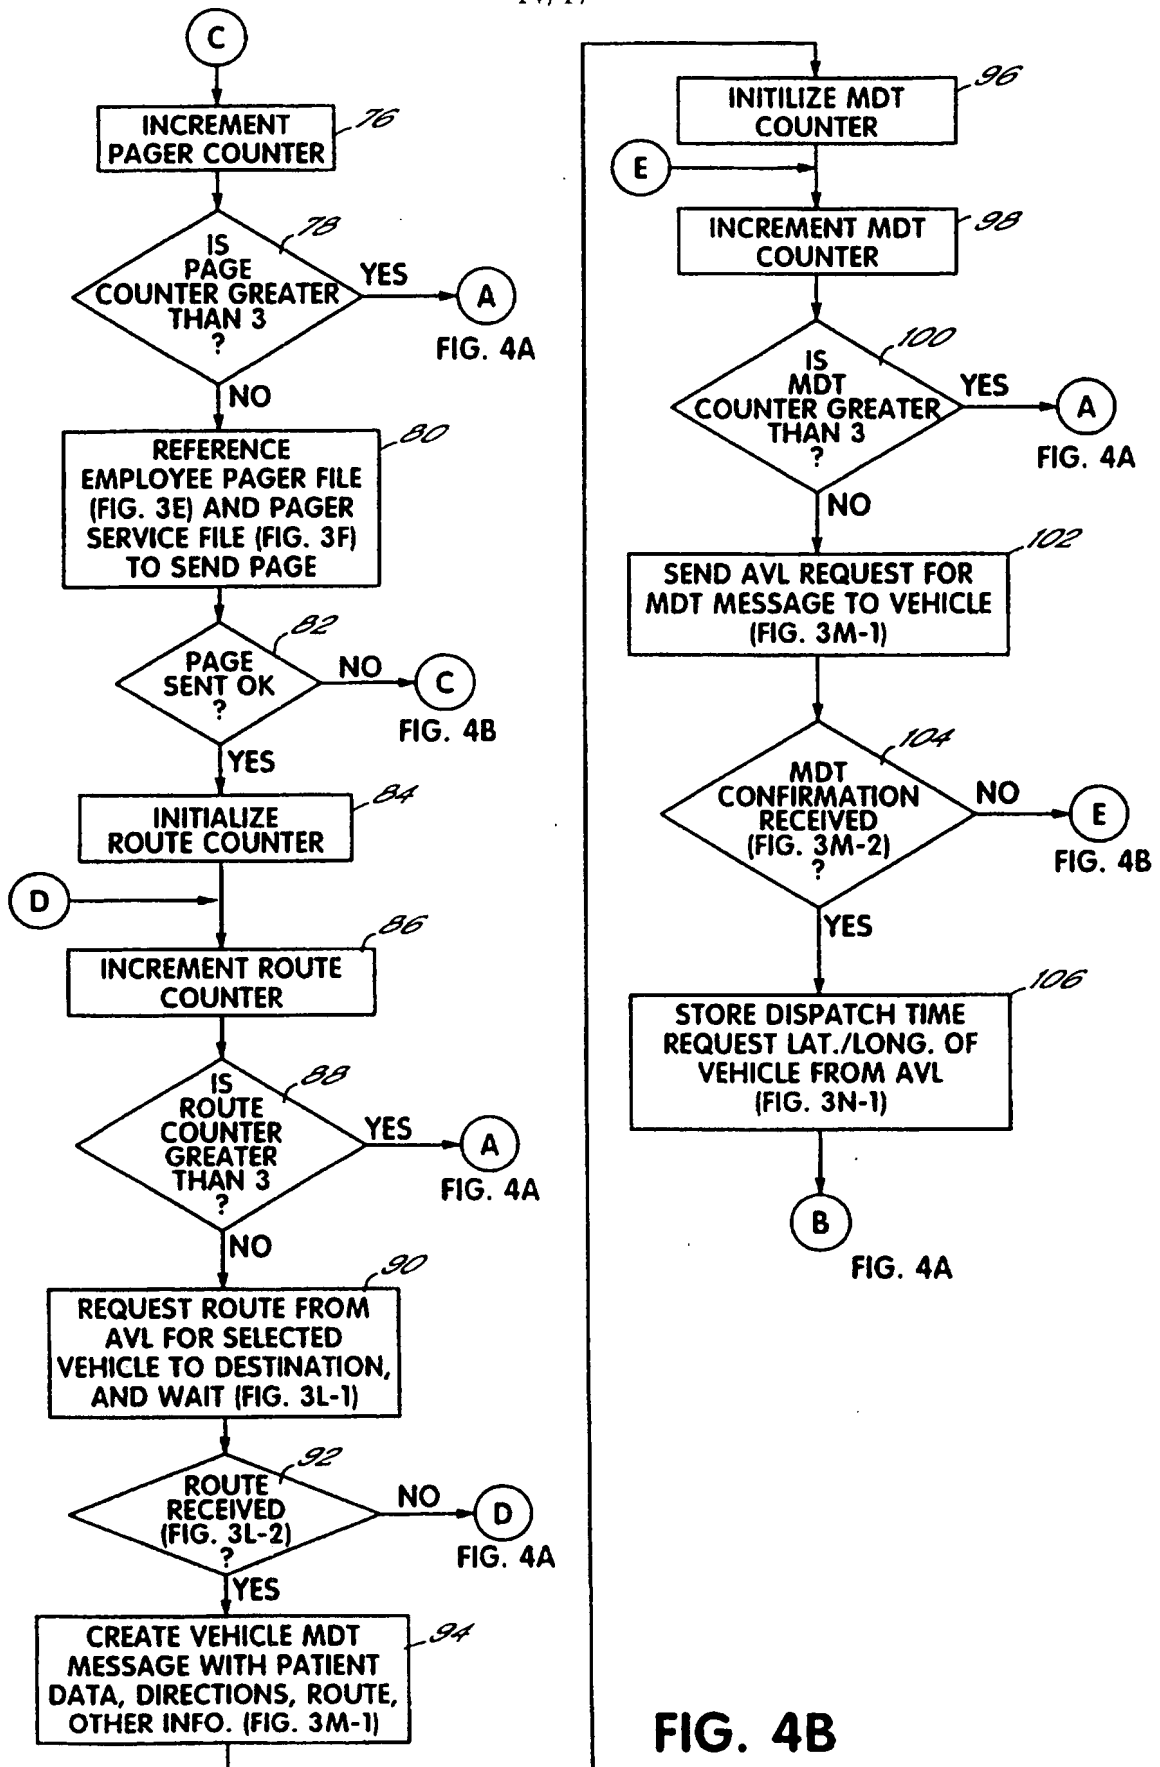 C
INCREMENT
PAGER COUNTER
76
IS
PAGE
COUNTER GREATER
THAN 3
?
78
YES
A
FIG. 4A
NO
REFERENCE
EMPLOYEE PAGER FILE
(FIG. 3E) AND PAGER
SERVICE FILE (FIG. 3F)
TO SEND PAGE
80
PAGE
SENT OK
?
82
NO
C
FIG. 4B
YES
INITIALIZE
ROUTE COUNTER
84
D
INCREMENT ROUTE
COUNTER
86
IS
ROUTE
COUNTER
GREATER
THAN 3
?
88
YES
A
FIG. 4A
NO
REQUEST ROUTE FROM
AVL FOR SELECTED
VEHICLE TO DESTINATION,
AND WAIT (FIG. 3L-1)
90
ROUTE
RECEIVED
(FIG. 3L-2)
?
92
NO
D
FIG. 4A
YES
CREATE VEHICLE MDT
MESSAGE WITH PATIENT
DATA, DIRECTIONS, ROUTE,
OTHER INFO. (FIG. 3M-1)
94
INITILIZE MDT
COUNTER
96
E
INCREMENT MDT
COUNTER
98
IS
MDT
COUNTER GREATER
THAN 3
?
100
YES
A
FIG. 4A
NO
SEND AVL REQUEST FOR
MDT MESSAGE TO VEHICLE
(FIG. 3M-1)
102
MDT
CONFIRMATION
RECEIVED
(FIG. 3M-2)
?
104
NO
E
FIG. 4B
YES
STORE DISPATCH TIME
REQUEST LAT./LONG. OF
VEHICLE FROM AVL
(FIG. 3N-1)
106
B
FIG. 4A
FIG. 4B